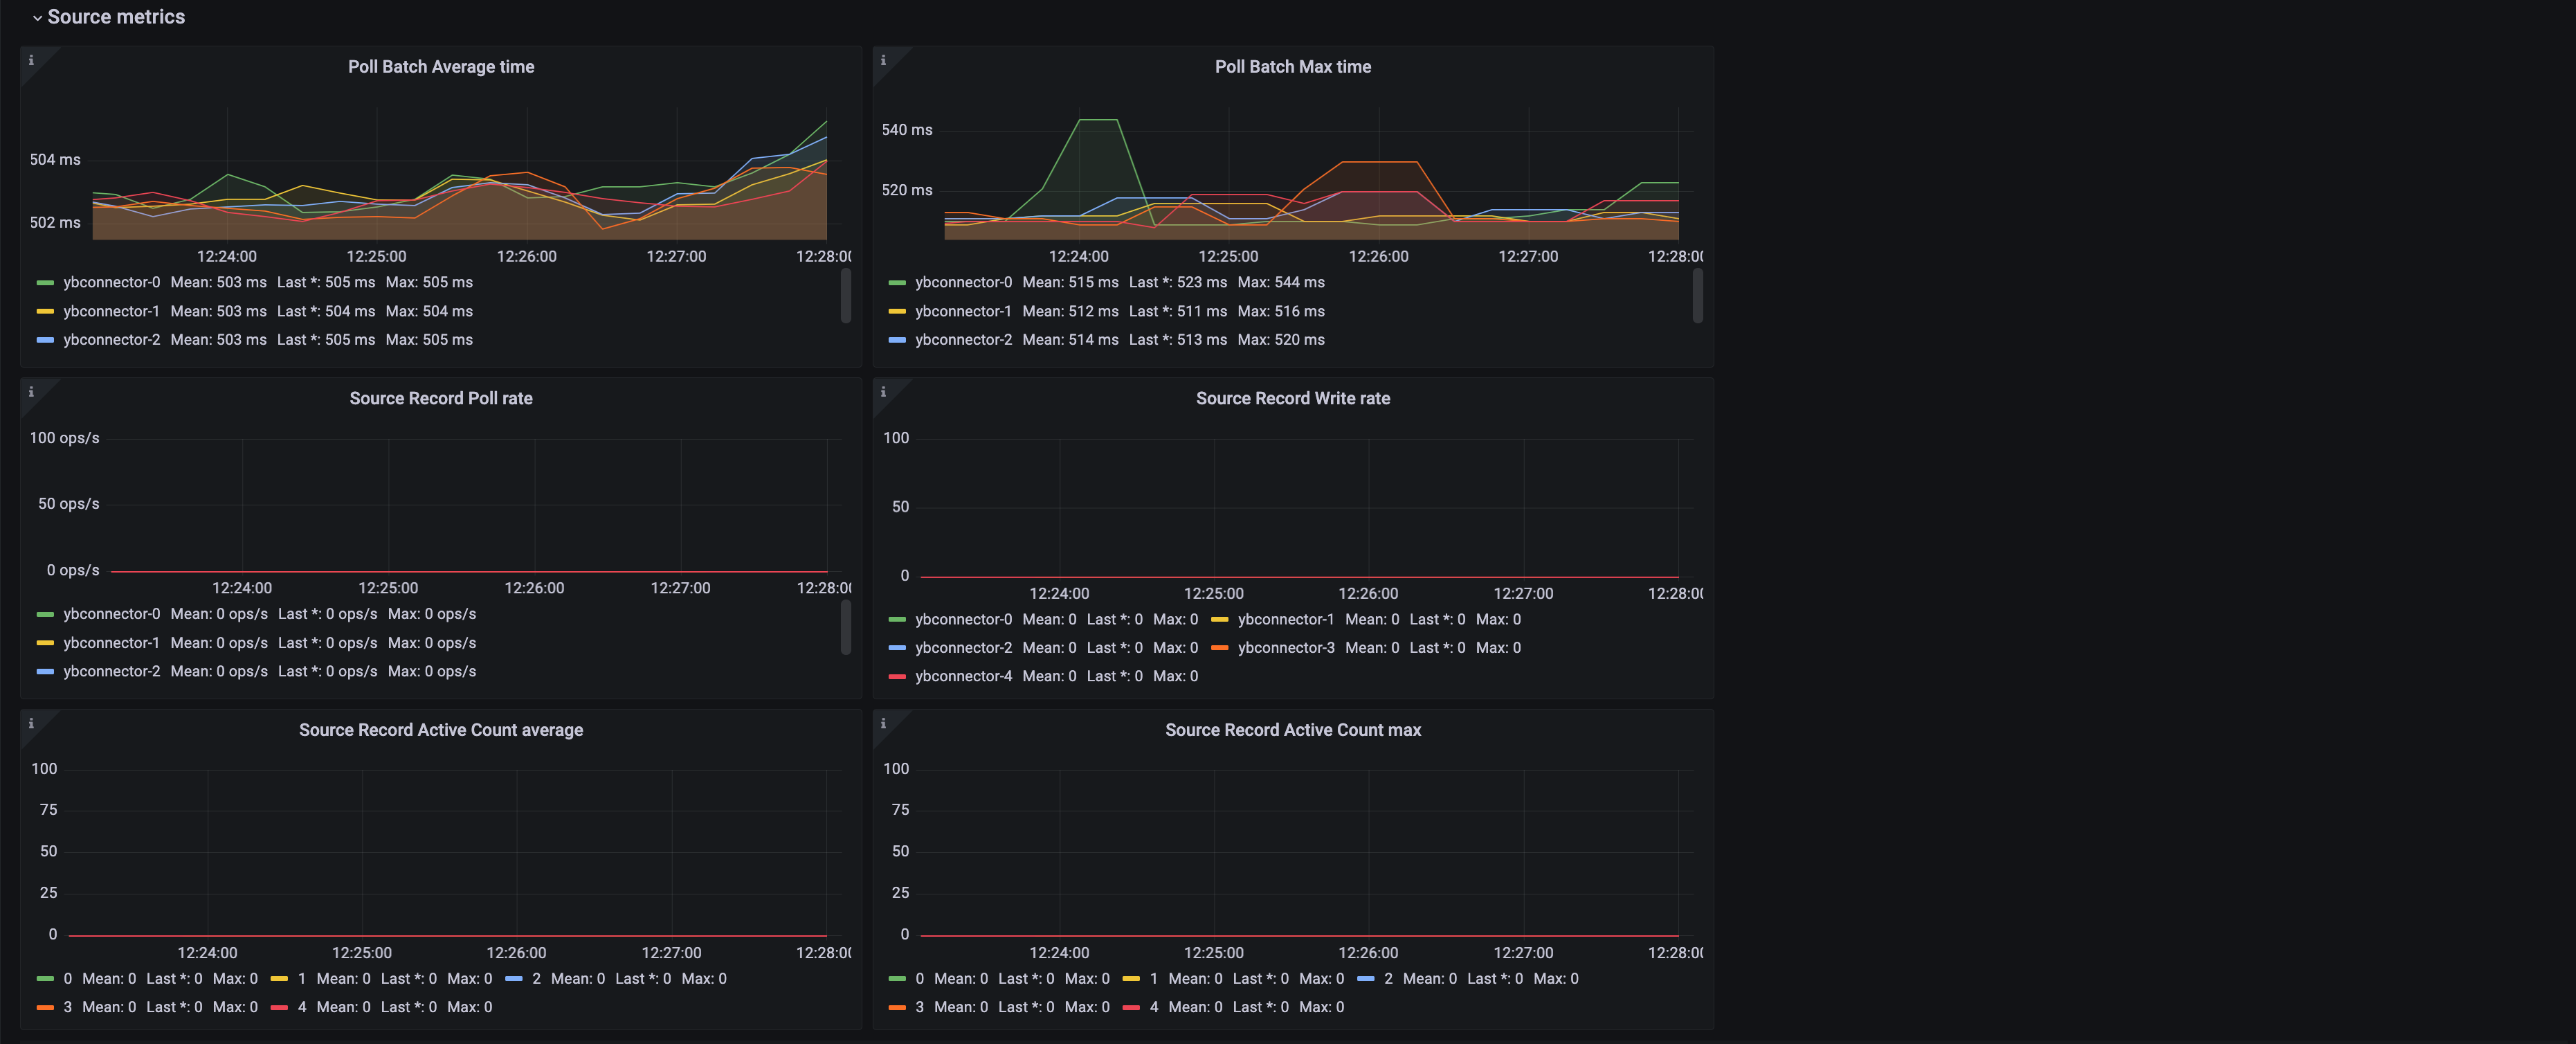 Source metrics
Poll Batch Average time
504 ms
502 ms
12:24:00 12:25:00 12:26:00 12:27:00 12:28:0
ybconnector-0 Mean: 503 ms Last *: 505 ms Max: 505 ms
ybconnector-1 Mean: 503 ms Last *: 504 ms Max: 504 ms
ybconnector-2 Mean: 503 ms Last *: 505 ms Max: 505 ms
Poll Batch Max time
540 ms
520 ms
12:24:00 12:25:00 12:26:00 12:27:00 12:28:0
ybconnector-0 Mean: 515 ms Last *: 523 ms Max: 544 ms
ybconnector-1 Mean: 512 ms Last *: 511 ms Max: 516 ms
ybconnector-2 Mean: 514 ms Last *: 513 ms Max: 520 ms
Source Record Poll rate
100 ops/s
50 ops/s
0 ops/s
12:24:00 12:25:00 12:26:00 12:27:00 12:28:0
ybconnector-0 Mean: 0 ops/s Last *: 0 ops/s Max: 0 ops/s
ybconnector-1 Mean: 0 ops/s Last *: 0 ops/s Max: 0 ops/s
ybconnector-2 Mean: 0 ops/s Last *: 0 ops/s Max: 0 ops/s
Source Record Write rate
100
50
0
12:24:00 12:25:00 12:26:00 12:27:00 12:28:0
ybconnector-0 Mean: 0 Last *: 0 Max: 0 ybconnector-1 Mean: 0 Last *: 0 Max: 0
ybconnector-2 Mean: 0 Last *: 0 Max: 0 ybconnector-3 Mean: 0 Last *: 0 Max: 0
ybconnector-4 Mean: 0 Last *: 0 Max: 0
Source Record Active Count average
100
75
50
25
0
12:24:00 12:25:00 12:26:00 12:27:00 12:28:0
0 Mean: 0 Last *: 0 Max: 0 1 Mean: 0 Last *: 0 Max: 0 2 Mean: 0 Last *: 0 Max: 0
3 Mean: 0 Last *: 0 Max: 0 4 Mean: 0 Last *: 0 Max: 0
Source Record Active Count max
100
75
50
25
0
12:24:00 12:25:00 12:26:00 12:27:00 12:28:0
0 Mean: 0 Last *: 0 Max: 0 1 Mean: 0 Last *: 0 Max: 0 2 Mean: 0 Last *: 0 Max: 0
3 Mean: 0 Last *: 0 Max: 0 4 Mean: 0 Last *: 0 Max: 0